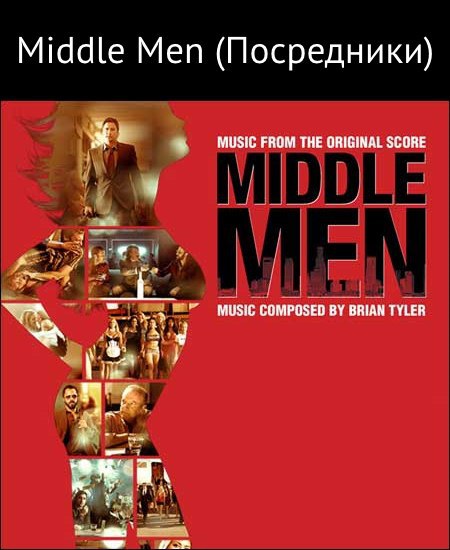 Middle Men (Посредники)
MUSIC FROM THE ORIGINAL SCORE
MIDDLE
MEN
MUSIC COMPOSED BY BRIAN TYLER